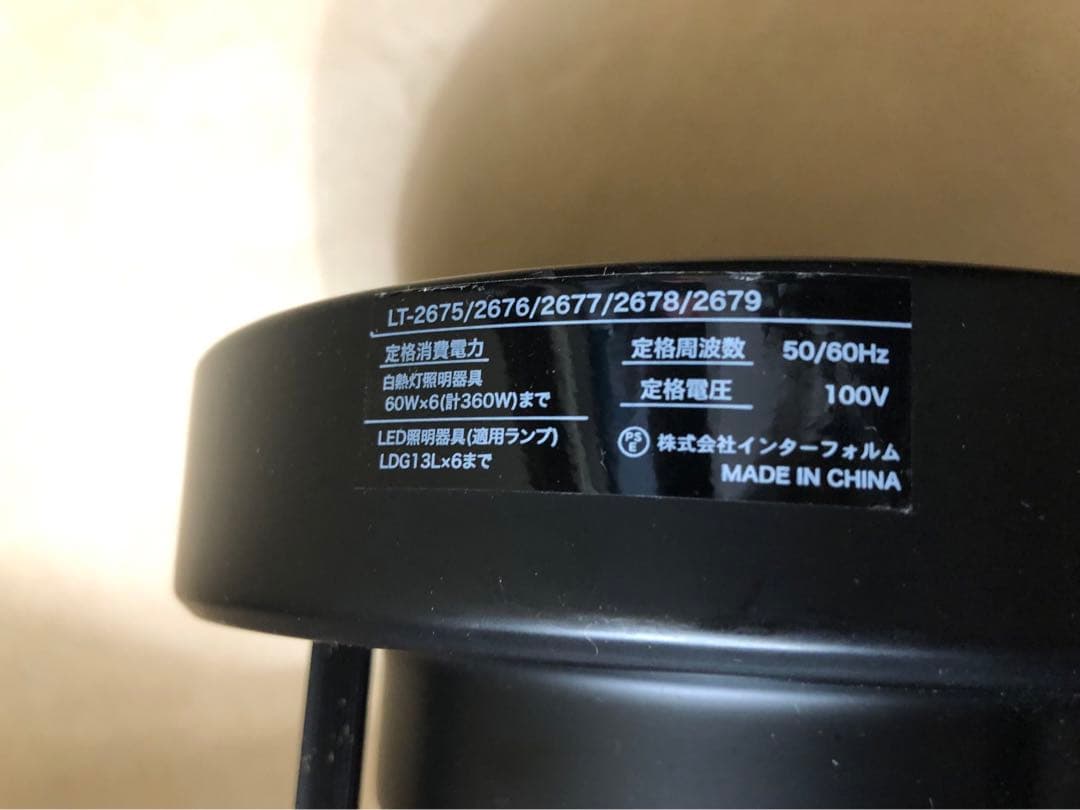 LT-2675/2676/2677/2678/2679
定格消費電力
白熱灯照明器具
60W×6(計360W)まで
LED照明器具(適用ランプ)
LDG13L×6まで
定格周波数 50/60Hz
定格電圧 100V
PSE 株式会社インターフォルム
MADE IN CHINA